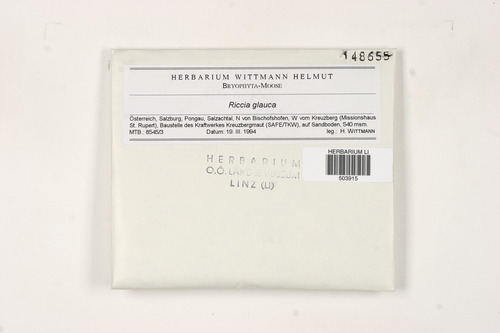 148655
HERBARIUM WITTMANN HELMUT
BRYOPHYTA-MOOSE
Riccia glauca
Österreich, Salzburg, Pongau, Salzachtal, N von Bischofshofen, W vom Kreuzberg (Missionshaus
St. Rupert), Baustelle des Kraftwerkes Kreuzbergmaut (SAFE/TKW), auf Sandboden, 540 msm.
MTB.: 8545/3 Datum: 19. III. 1994 leg.: H. WITTMANN
HERBARIUM LI
503915
HERBARIUM
O.Ö. LANDESMUSEUM
LINZ (LI)